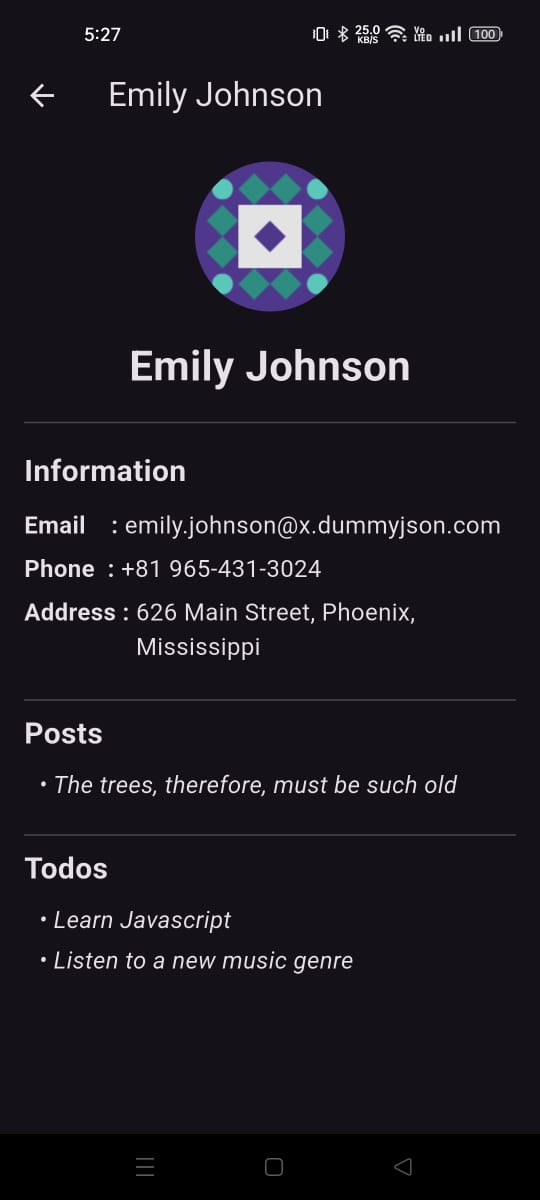 5:27 25.0 KB/S Vo LTE D 100
Emily Johnson
Emily Johnson
Information
Email : emily.johnson@x.dummyjson.com
Phone : +81 965-431-3024
Address : 626 Main Street, Phoenix,
Mississippi
Posts
• The trees, therefore, must be such old
Todos
• Learn Javascript
• Listen to a new music genre